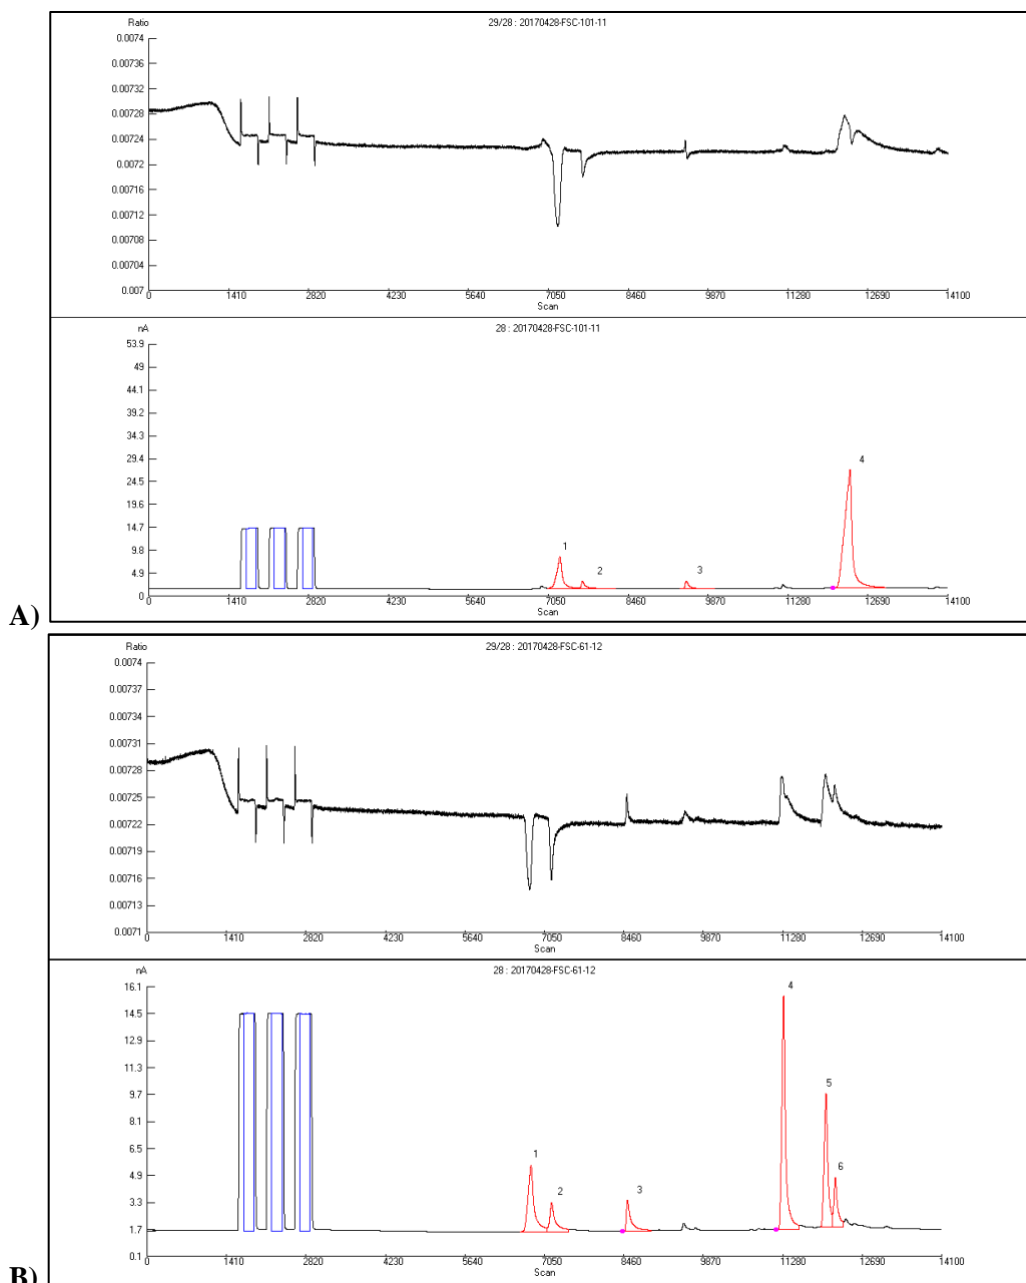 Ratio 29/28 : 20170428-FSC-101-11
0.0074
0.00736
0.00732
0.00728
0.00724
0.0072
0.00716
0.00712
0.00708
0.00704
0.007
0 1410 2820 4230 5640 7050 8460 9870 11280 12690 14100
Scan
nA 28 : 20170428-FSC-101-11
53.9
49
44.1
39.2
34.3
29.4
24.5
19.6
14.7
9.8
4.9
0
1 2 3 4
0 1410 2820 4230 5640 7050 8460 9870 11280 12690 14100
Scan
A)
Ratio 29/28 : 20170428-FSC-61-12
0.0074
0.00737
0.00734
0.00731
0.00728
0.00725
0.00722
0.00719
0.00716
0.00713
0.0071
0 1410 2820 4230 5640 7050 8460 9870 11280 12690 14100
Scan
nA 28 : 20170428-FSC-61-12
16.1
14.5
12.9
11.3
9.7
8.1
6.5
4.9
3.3
1.7
0.1
1 2 3 4 5 6
0 1410 2820 4230 5640 7050 8460 9870 11280 12690 14100
Scan
B)